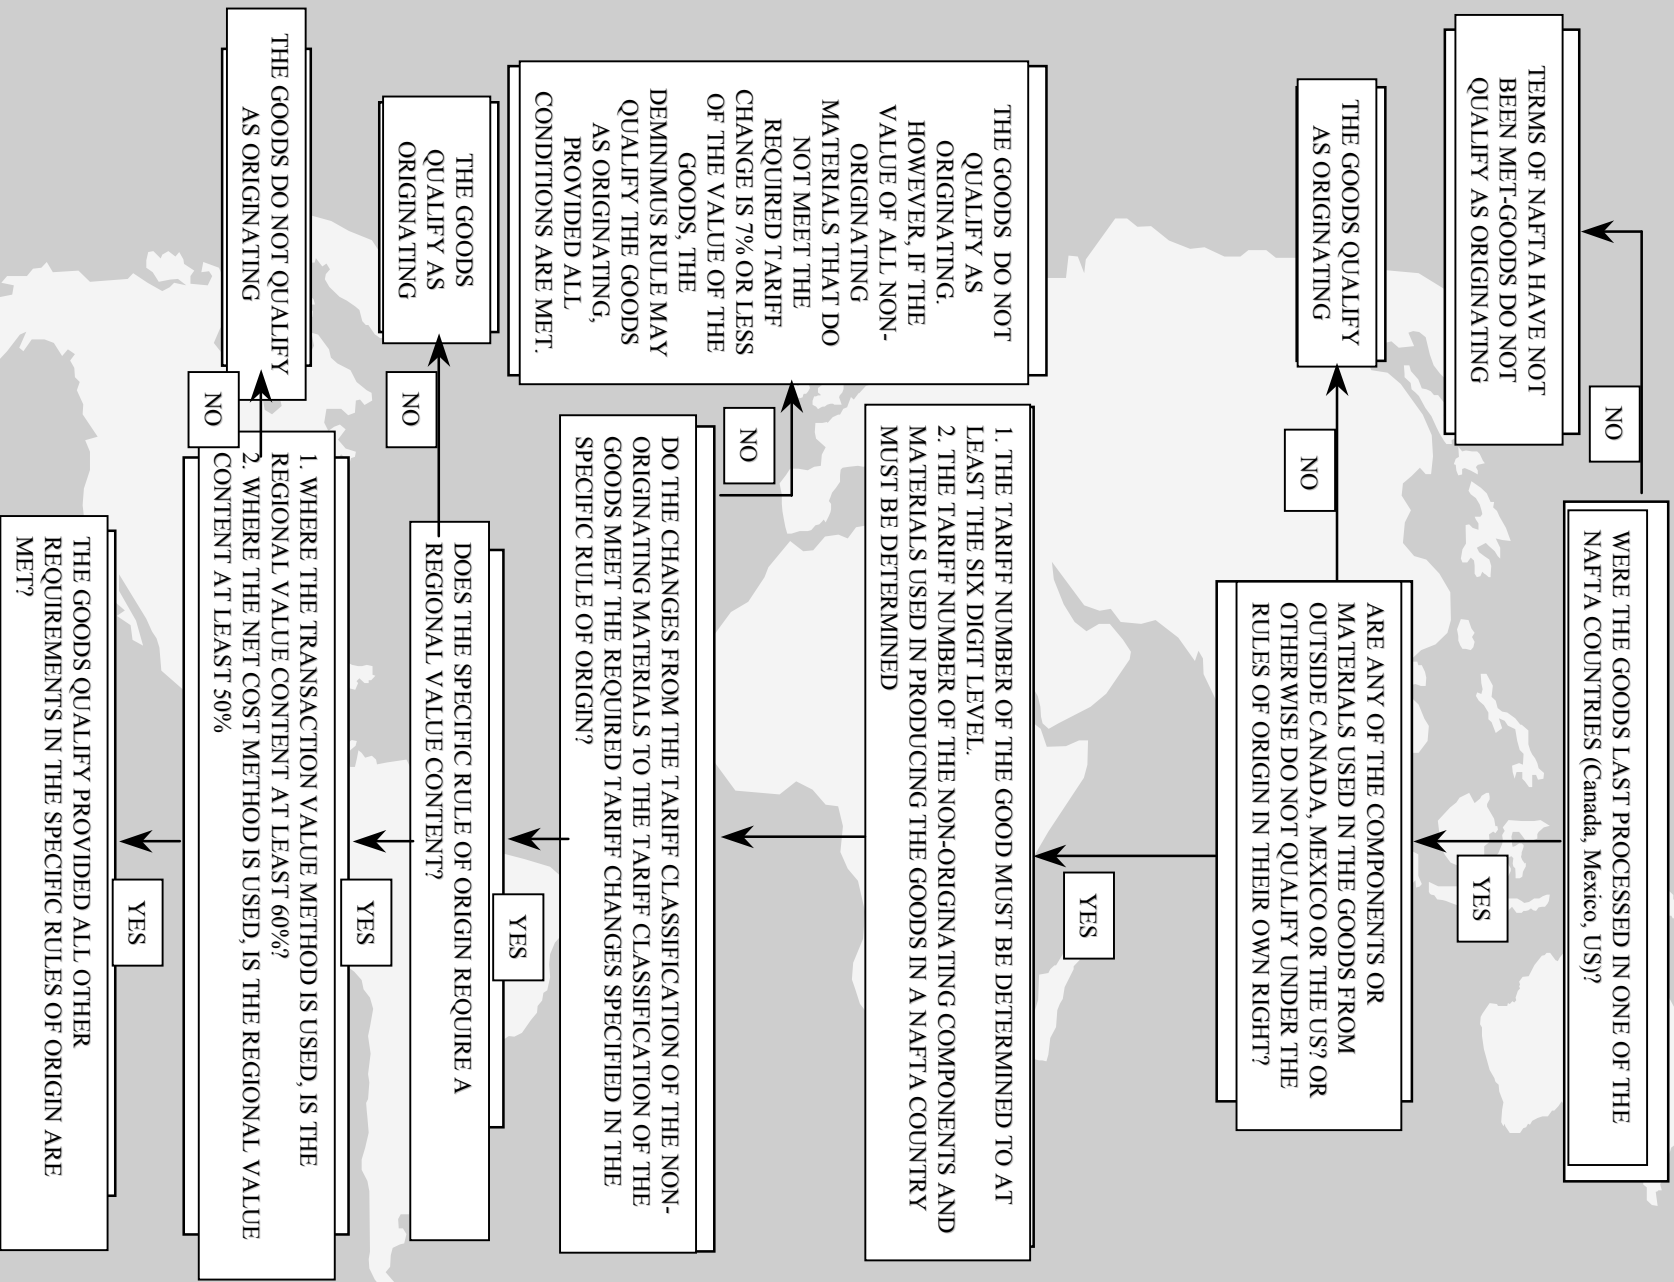 WERE THE GOODS LAST PROCESSED IN ONE OF THE
NAFTA COUNTRIES (Canada, Mexico, US)?
NO
TERMS OF NAFTA HAVE NOT
BEEN MET-GOODS DO NOT
QUALIFY AS ORIGINATING
YES
ARE ANY OF THE COMPONENTS OR
MATERIALS USED IN THE GOODS FROM
OUTSIDE CANADA, MEXICO OR THE US? OR
OTHERWISE DO NOT QUALIFY UNDER THE
RULES OF ORIGIN IN THEIR OWN RIGHT?
NO
THE GOODS QUALIFY
AS ORIGINATING
YES
1. THE TARIFF NUMBER OF THE GOOD MUST BE DETERMINED TO AT
LEAST THE SIX DIGIT LEVEL.
2. THE TARIFF NUMBER OF THE NON-ORIGINATING COMPONENTS AND
MATERIALS USED IN PRODUCING THE GOODS IN A NAFTA COUNTRY
MUST BE DETERMINED
DO THE CHANGES FROM THE TARIFF CLASSIFICATION OF THE NON-
ORIGINATING MATERIALS TO THE TARIFF CLASSIFICATION OF THE
GOODS MEET THE REQUIRED TARIFF CHANGES SPECIFIED IN THE
SPECIFIC RULE OF ORIGIN?
NO
THE GOODS DO NOT
QUALIFY AS
ORIGINATING.
HOWEVER, IF THE
VALUE OF ALL NON-
ORIGINATING
MATERIALS THAT DO
NOT MEET THE
REQUIRED TARIFF
CHANGE IS 7% OR LESS
OF THE VALUE OF THE
GOODS, THE
DEMINIMUS RULE MAY
QUALIFY THE GOODS
AS ORIGINATING,
PROVIDED ALL
CONDITIONS ARE MET.
YES
DOES THE SPECIFIC RULE OF ORIGIN REQUIRE A
REGIONAL VALUE CONTENT?
NO
THE GOODS
QUALIFY AS
ORIGINATING
YES
1. WHERE THE TRANSACTION VALUE METHOD IS USED, IS THE
REGIONAL VALUE CONTENT AT LEAST 60%?
2. WHERE THE NET COST METHOD IS USED, IS THE REGIONAL VALUE
CONTENT AT LEAST 50%
NO
THE GOODS DO NOT QUALIFY
AS ORIGINATING
YES
THE GOODS QUALIFY PROVIDED ALL OTHER
REQUIREMENTS IN THE SPECIFIC RULES OF ORIGIN ARE
MET?